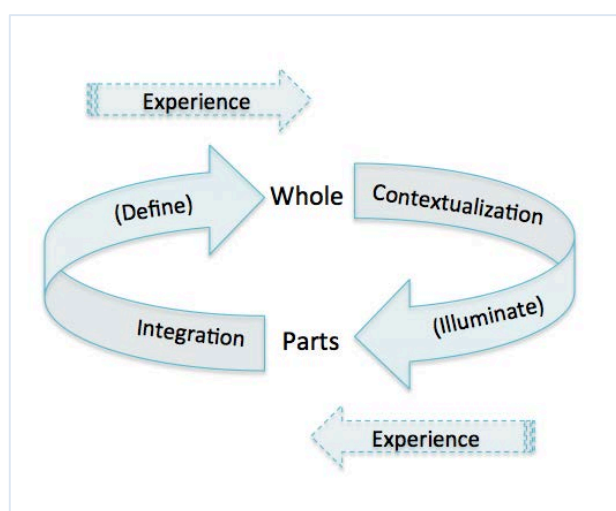 Experience
(Define)
Whole
Contextualization
Integration
Parts
(Illuminate)
Experience